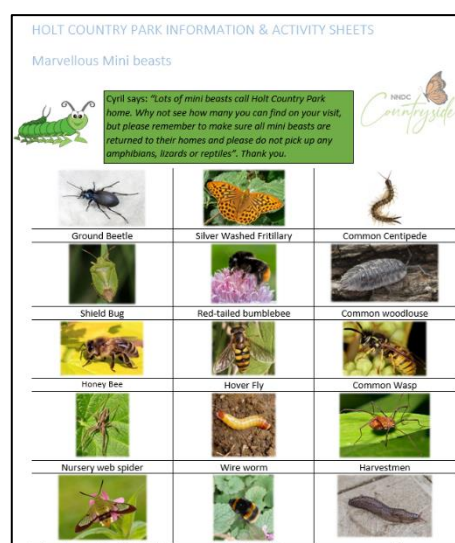 HOLT COUNTRY PARK INFORMATION & ACTIVITY SHEETS
Marvellous Mini beasts
Cyril says: "Lots of mini beasts call Holt Country Park
home. Why not see how many you can find on your visit,
but please remember to make sure all mini beasts are
returned to their homes and please do not pick up any
amphibians, lizards or reptiles". Thank you.
NNDC
Countryside
Ground Beetle
Silver Washed Fritillary
Common Centipede
Shield Bug
Red-tailed bumblebee
Common woodlouse
Honey Bee
Hover Fly
Common Wasp
Nursery web spider
Wire worm
Harvestmen